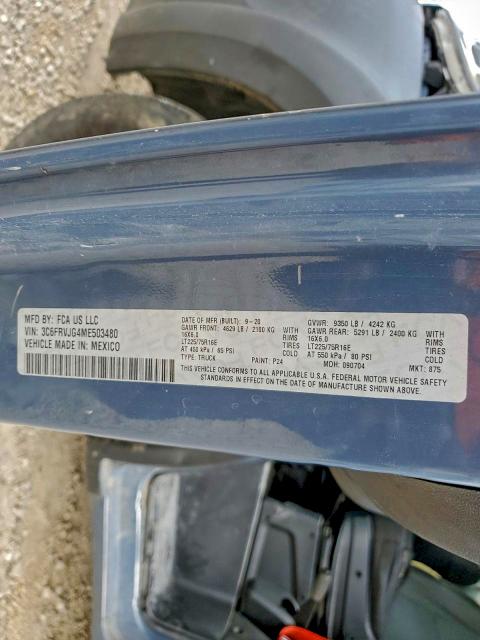 MFD BY: FCA US LLC
VIN: 3C6FRVJG4ME503480
VEHICLE MADE IN: MEXICO
DATE OF MFR (BUILT): 9-20
GAWR FRONT: 4629 LB / 2100 KG
16X6.0 WITH
LT225/75R16E RIMS
TIRES
AT 450 kPa / 65 PSI COLD
TYPE: TRUCK PAINT: P24
GVWR: 9350 LB / 4242 KG
GAWR REAR: 5291 LB / 2400 KG
16X6.0 WITH
LT225/75R16E RIMS
TIRES
AT 550 kPa / 80 PSI COLD
MDH: 090704 MKT: 875
THIS VEHICLE CONFORMS TO ALL APPLICABLE U.S.A. FEDERAL MOTOR VEHICLE SAFETY
STANDARDS IN EFFECT ON THE DATE OF MANUFACTURE SHOWN ABOVE.